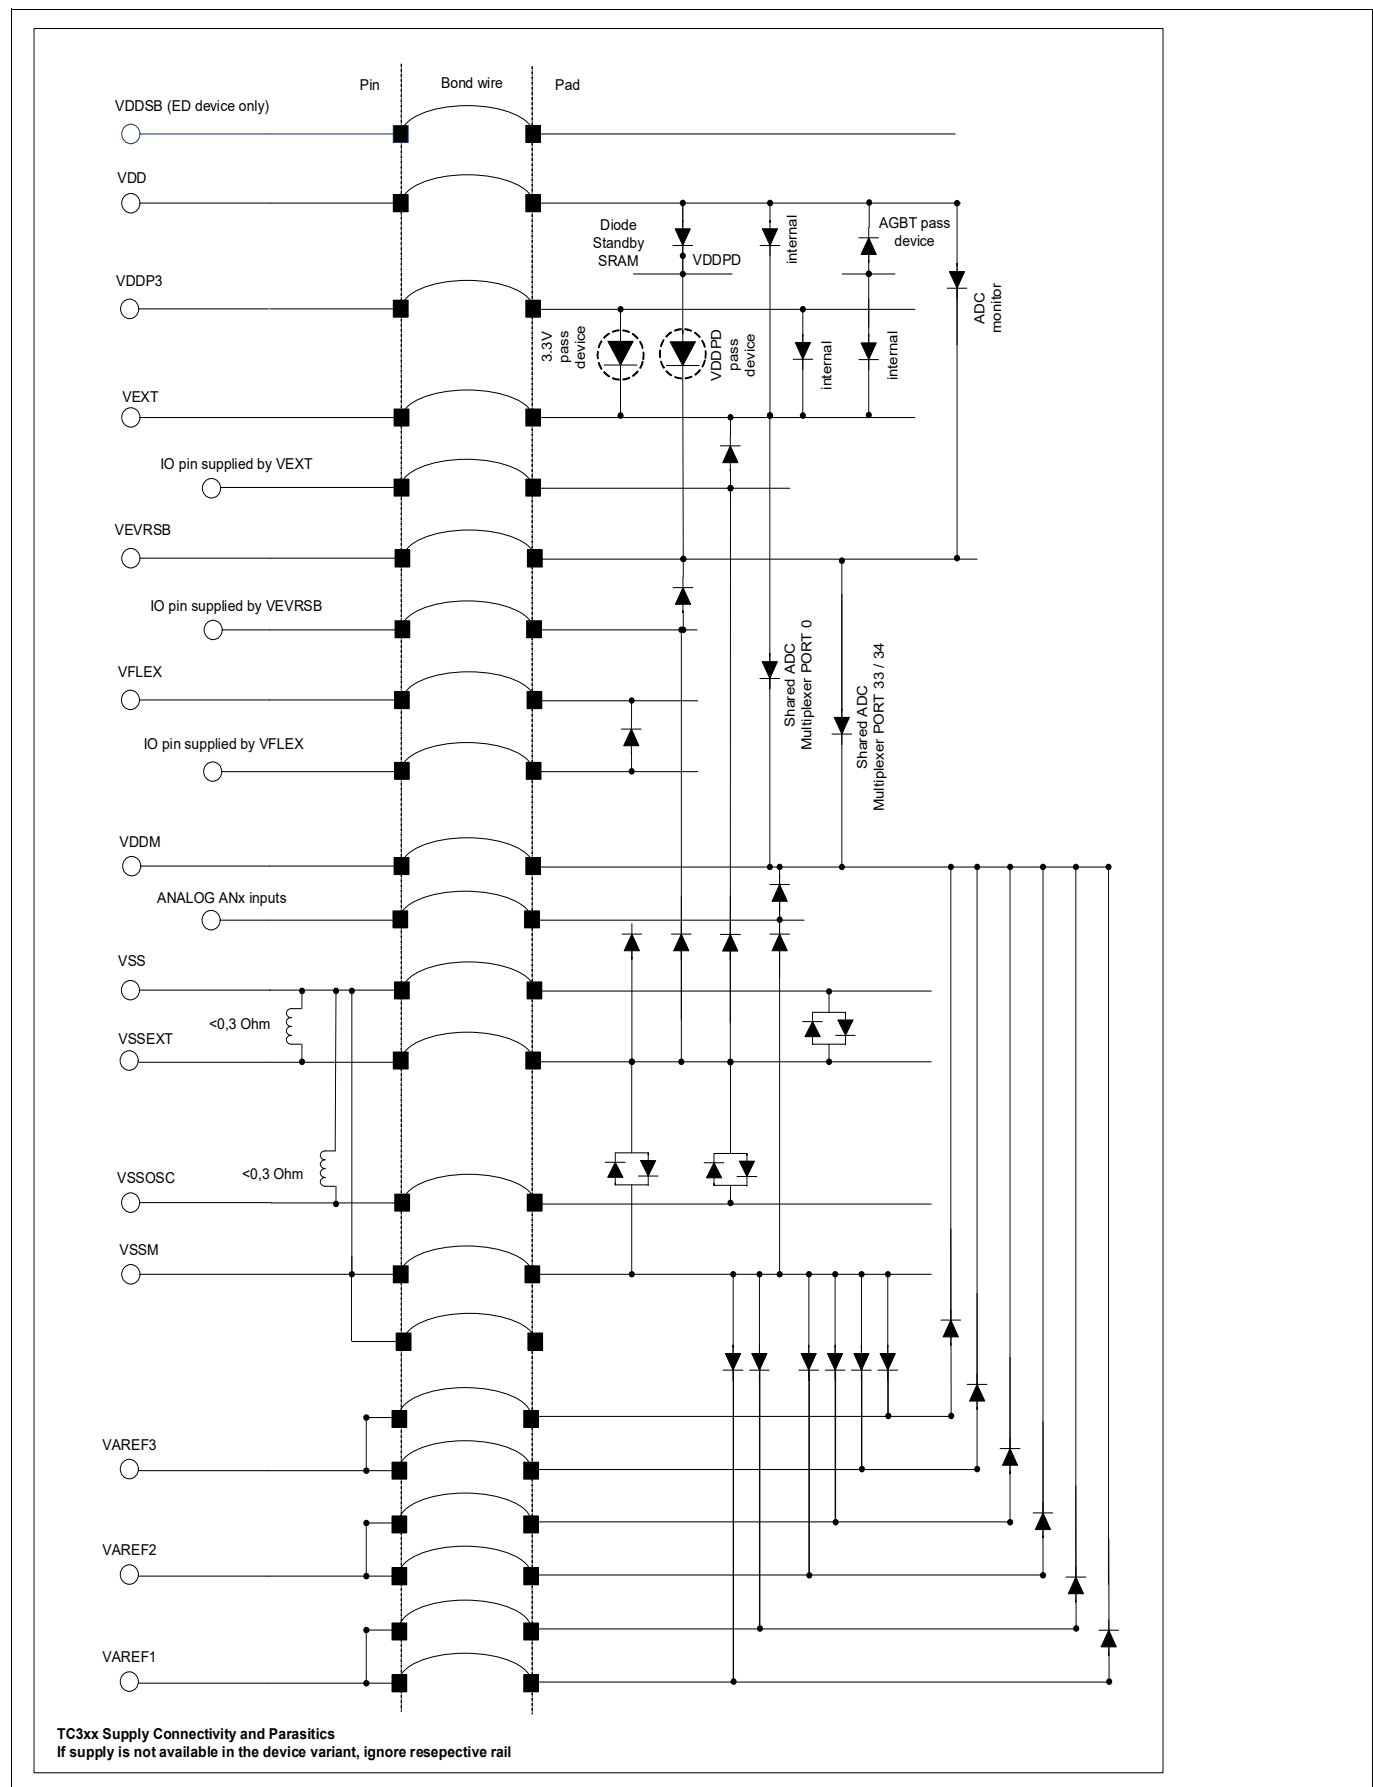 Pin
Bond wire
Pad
VDDSB (ED device only)
VDD
Diode
Standby
SRAM
VDDPD
internal
AGBT pass
device
ADC
monitor
VDDP3
3.3V
pass
device
VDDPD
pass
device
internal
internal
VEXT
IO pin supplied by VEXT
VEVRSB
IO pin supplied by VEVRSB
Shared ADC
Multiplexer PORT 0
Shared ADC
Multiplexer PORT 33 / 34
VFLEX
IO pin supplied by VFLEX
VDDM
ANALOG ANx inputs
VSS
<0,3 Ohm
VSSEXT
<0,3 Ohm
VSSOSC
VSSM
VAREF3
VAREF2
VAREF1
TC3xx Supply Connectivity and Parasitics
If supply is not available in the device variant, ignore resepective rail